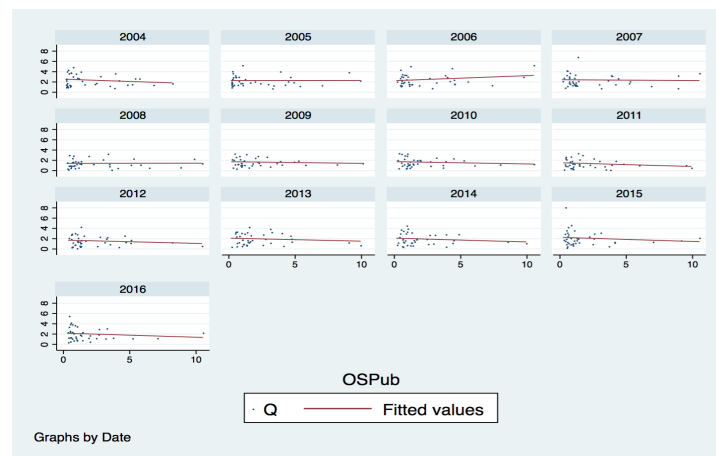 2004 2005 2006 2007
0 2 4 6 8
2008 2009 2010 2011
0 2 4 6 8
2012 2013 2014 2015
0 2 4 6 8
0 5 10 0 5 10 0 5 10
2016
0 2 4 6 8
0 5 10
OSPub
Q Fitted values
Graphs by Date